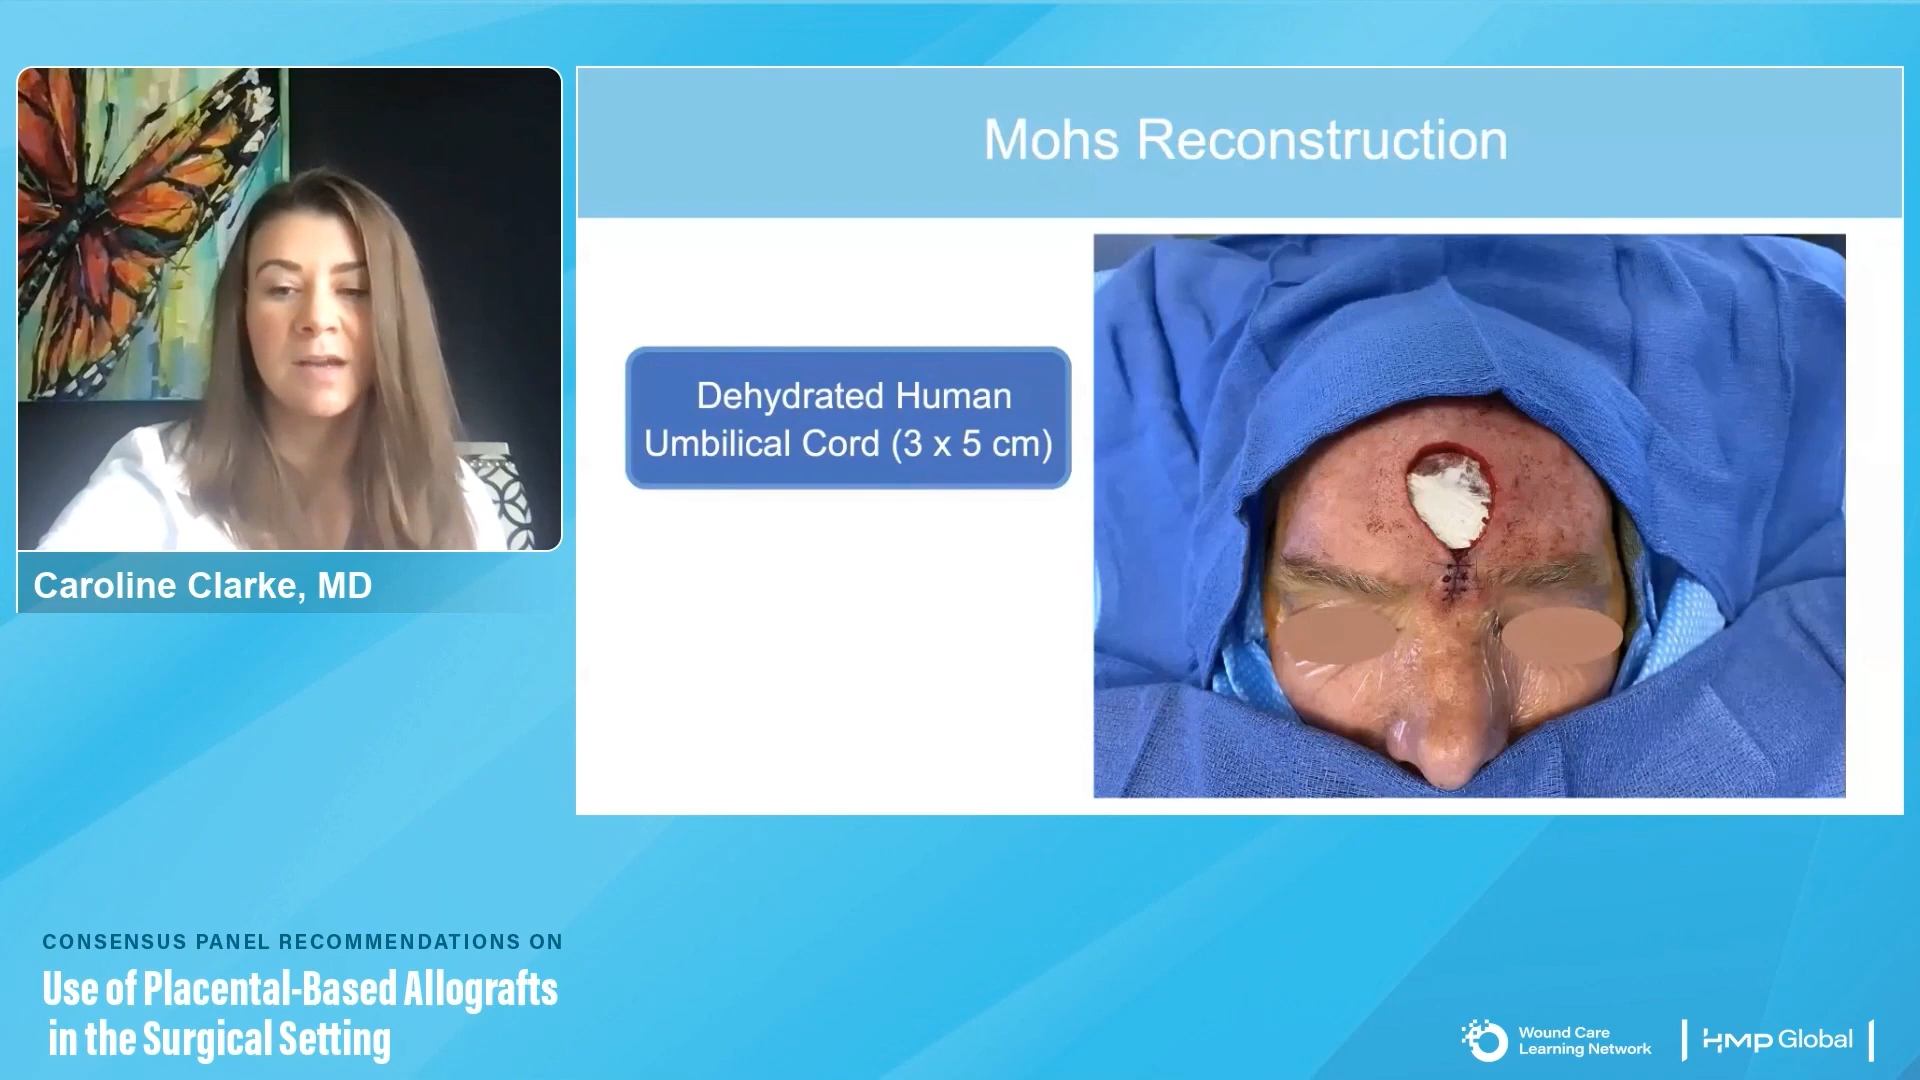 Mohs Reconstruction
Dehydrated Human
Umbilical Cord (3 x 5 cm)
Caroline Clarke, MD
CONSENSUS PANEL RECOMMENDATIONS ON
Use of Placental-Based Allografts
in the Surgical Setting
Wound Care
Learning Network
HMP Global